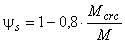 ψs = 1 − 0,8 · Mcrc / M